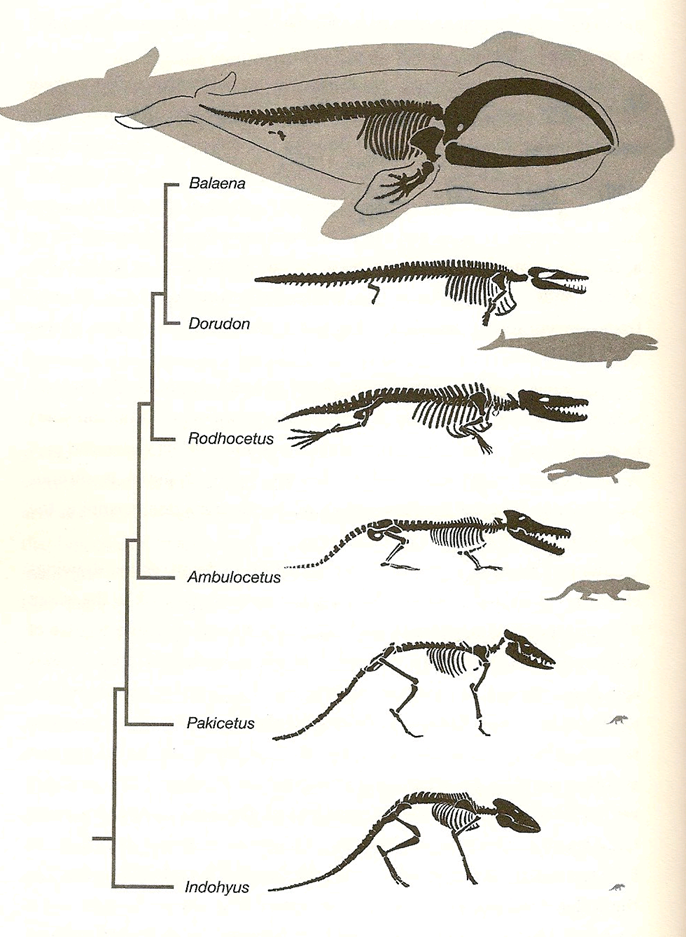 Balaena
Dorudon
Rodhocetus
Ambulocetus
Pakicetus
Indohyus